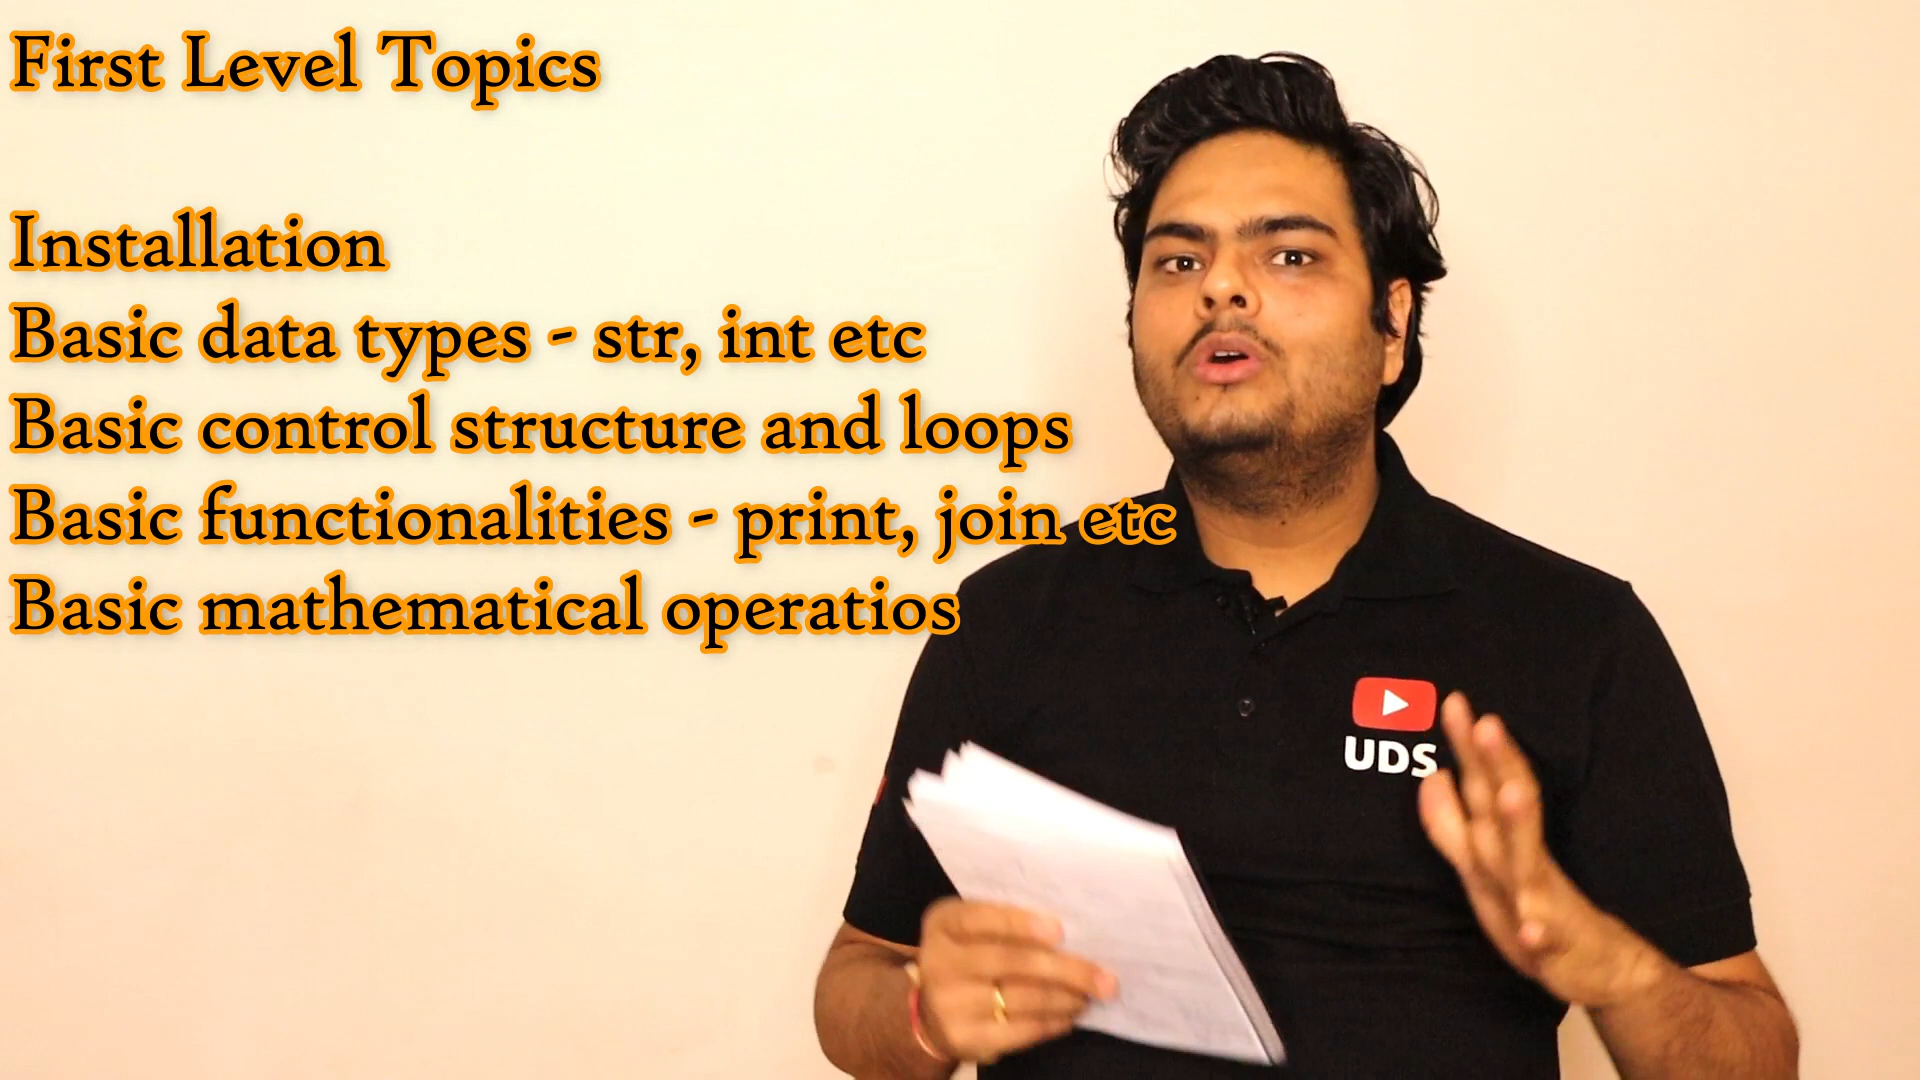 First Level Topics
Installation
Basic data types - str, int etc
Basic control structure and loops
Basic functionalities - print, join etc
Basic mathematical operatios
UDS